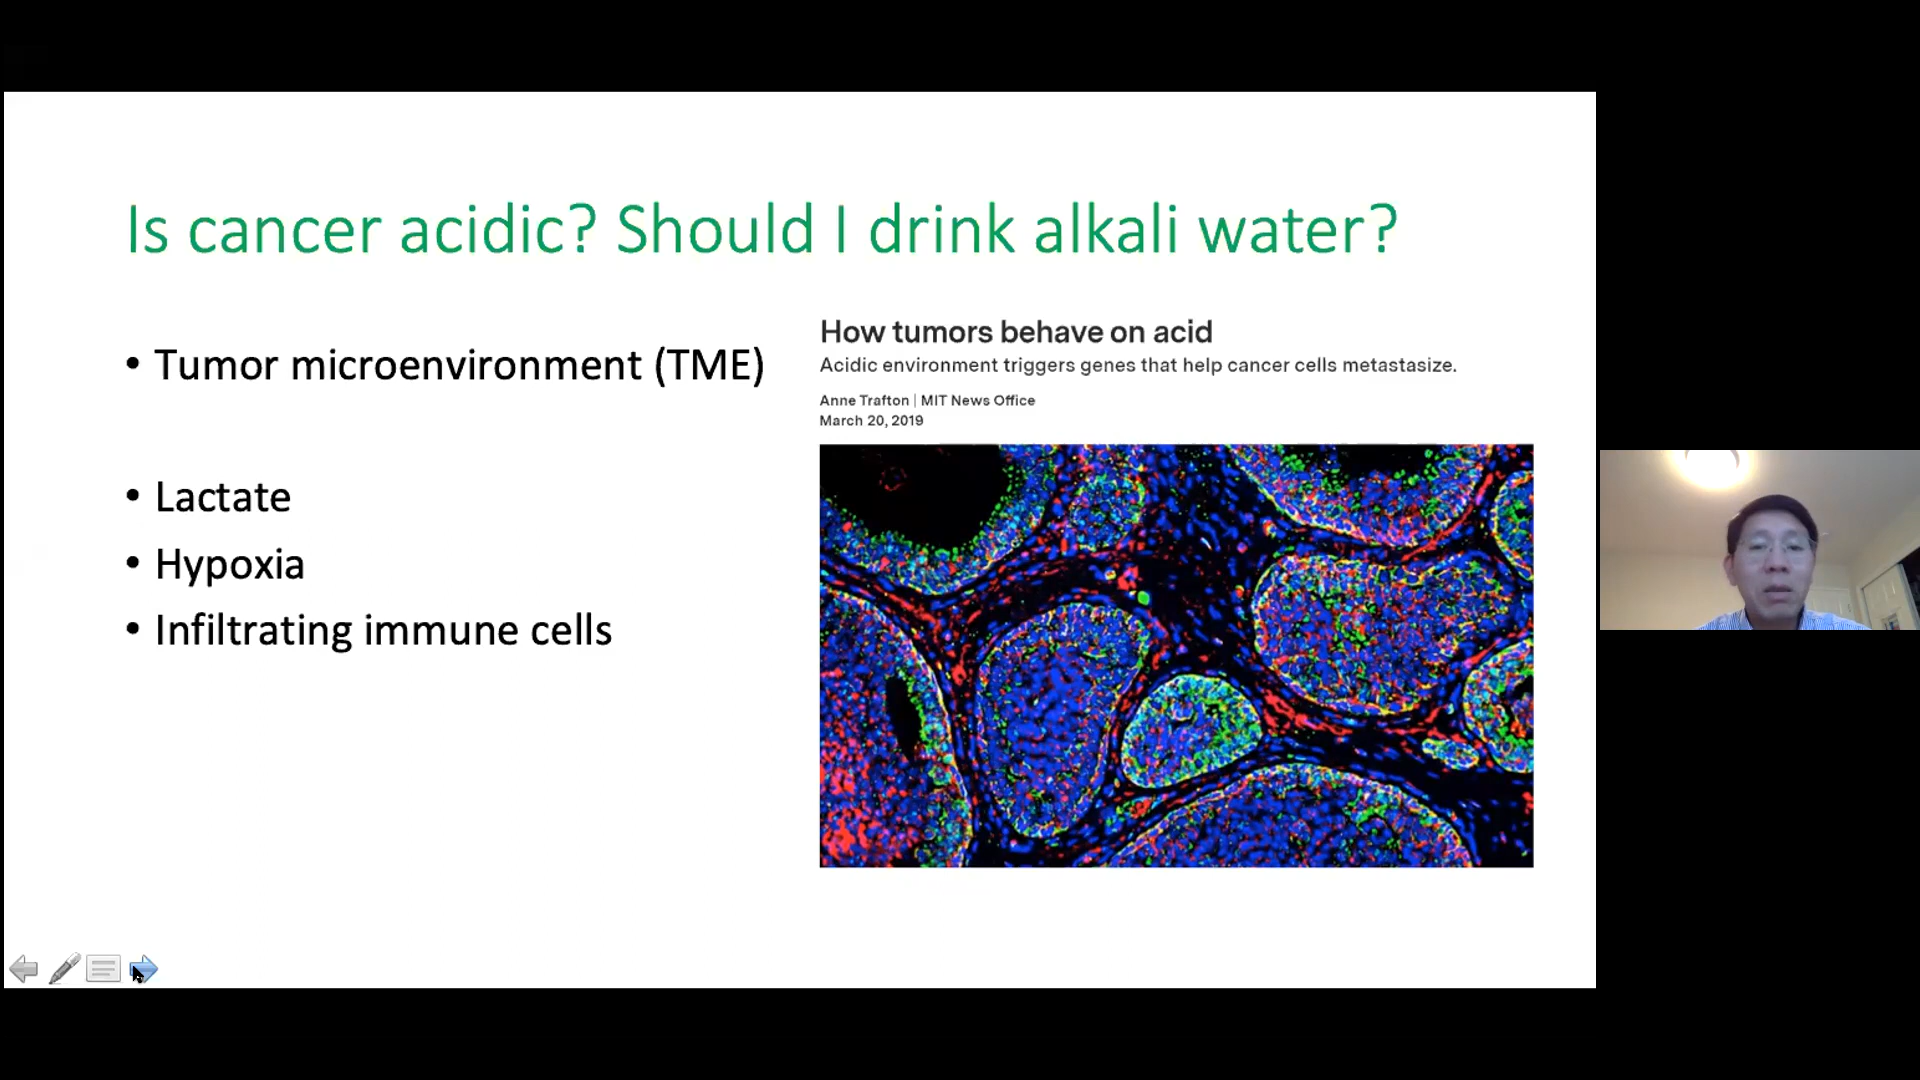 Is cancer acidic? Should I drink alkali water?
• Tumor microenvironment (TME)
• Lactate
• Hypoxia
• Infiltrating immune cells
How tumors behave on acid
Acidic environment triggers genes that help cancer cells metastasize.
Anne Trafton | MIT News Office
March 20, 2019